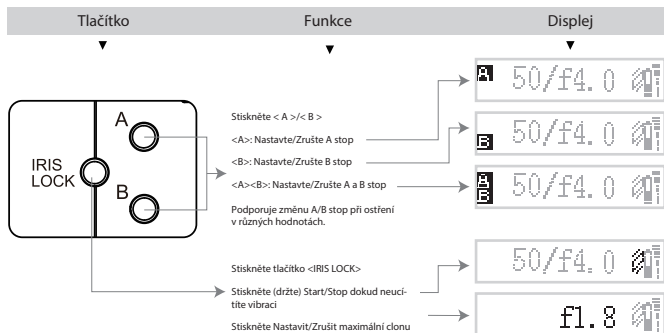 Tlačítko
Funkce
Displej
IRIS
LOCK
A
B
Stiskněte < A >/< B >
<A>: Nastavte/Zrušte A stop
<B>: Nastavte/Zrušte B stop
<A><B>: Nastavte/Zrušte A a B stop
Podporuje změnu A/B stop při ostření
v různých hodnotách.
Stiskněte tlačítko <IRIS LOCK>
Stiskněte (držte) Start/Stop dokud neucí-
títe vibraci
Stiskněte Nastavit/Zrušit maximální clonu
A 50/f4.0
B 50/f4.0
A
B 50/f4.0
50/f4.0
f1.8